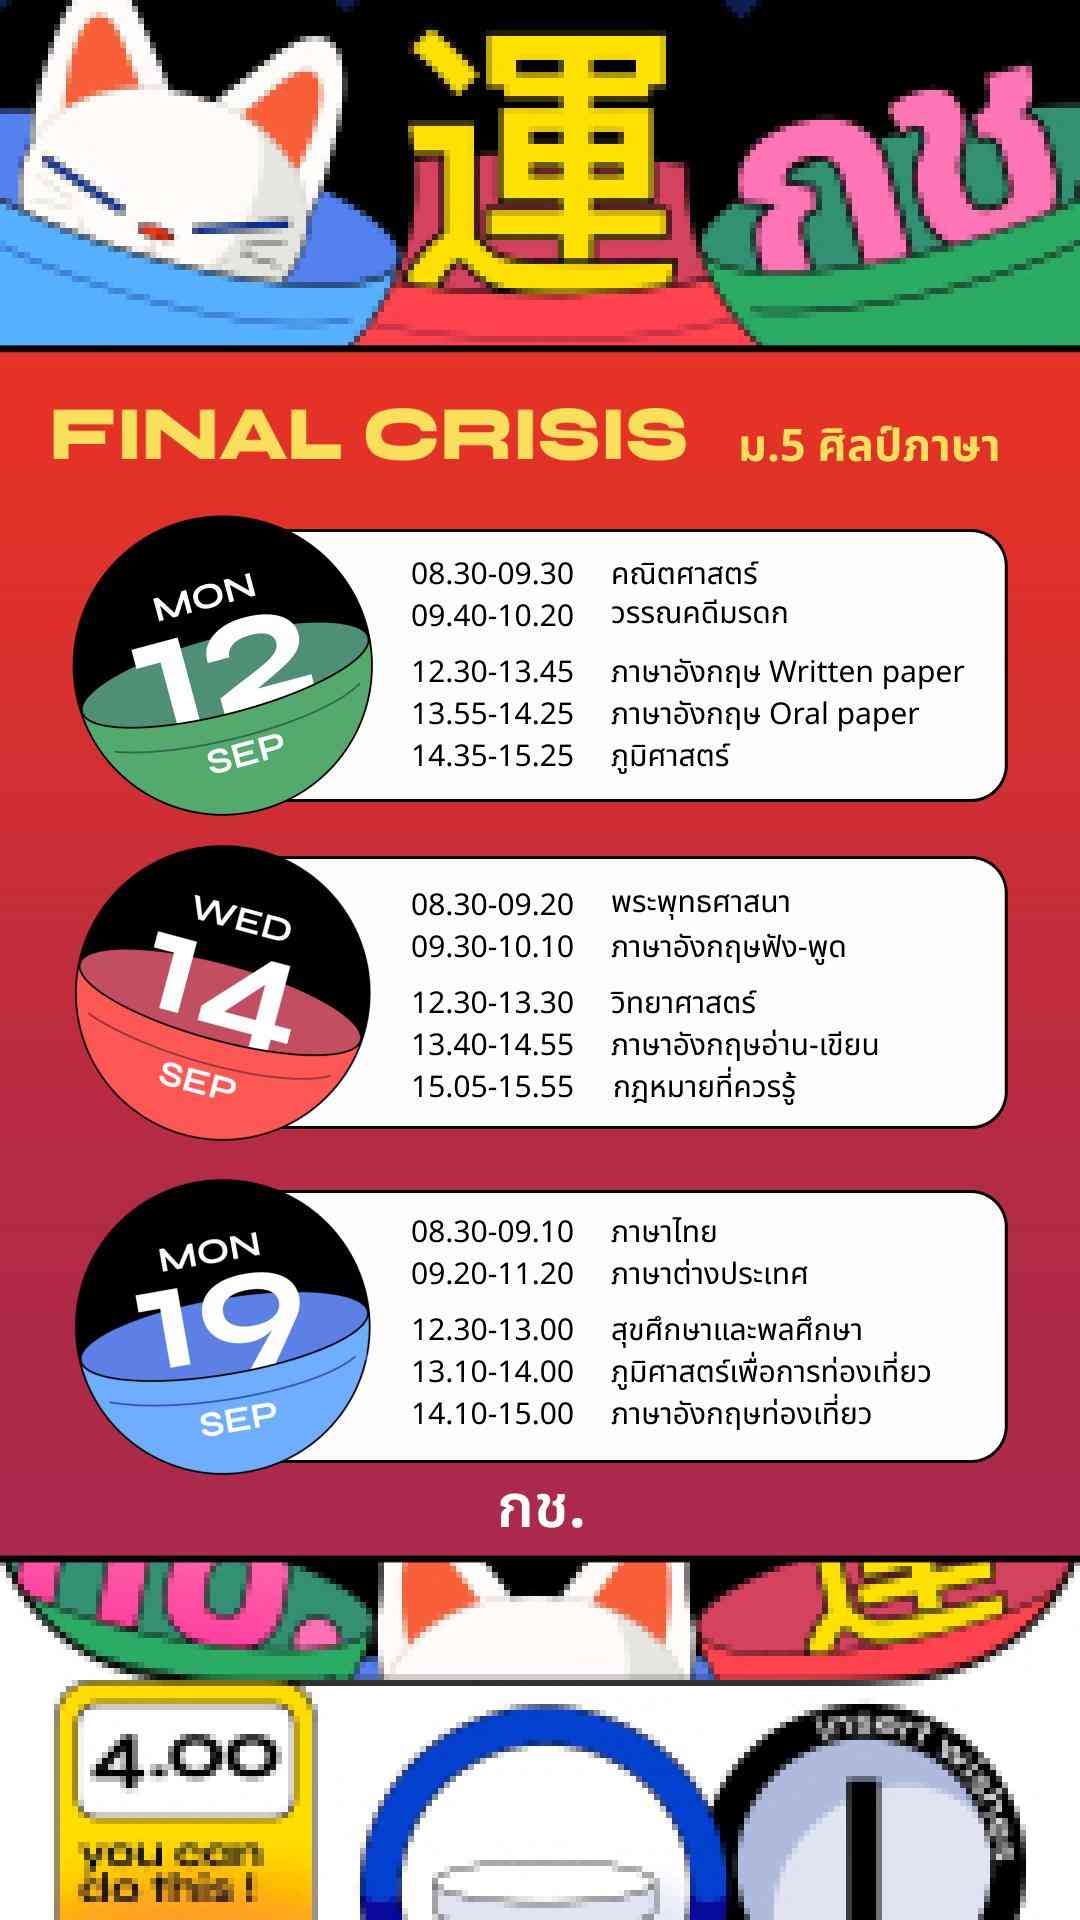 運
กช
FINAL CRISIS ม.5 ศิลป์ภาษา
MON
12
SEP
08.30-09.30 คณิตศาสตร์
09.40-10.20 วรรณคดีมรดก
12.30-13.45 ภาษาอังกฤษ Written paper
13.55-14.25 ภาษาอังกฤษ Oral paper
14.35-15.25 ภูมิศาสตร์
WED
14
SEP
08.30-09.20 พระพุทธศาสนา
09.30-10.10 ภาษาอังกฤษฟัง-พูด
12.30-13.30 วิทยาศาสตร์
13.40-14.55 ภาษาอังกฤษอ่าน-เขียน
15.05-15.55 กฎหมายที่ควรรู้
MON
19
SEP
08.30-09.10 ภาษาไทย
09.20-11.20 ภาษาต่างประเทศ
12.30-13.00 สุขศึกษาและพลศึกษา
13.10-14.00 ภูมิศาสตร์เพื่อการท่องเที่ยว
14.10-15.00 ภาษาอังกฤษท่องเที่ยว
กช.
4.00
you can
do this !
insert